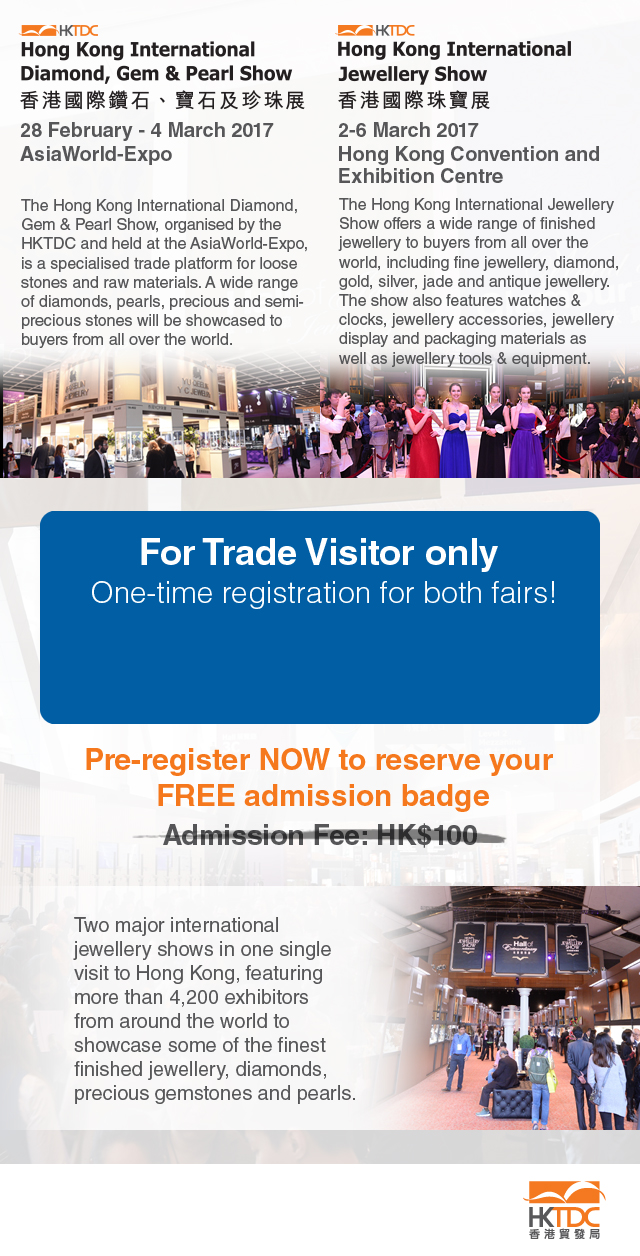 HKTDC
Hong Kong International
Diamond, Gem & Pearl Show
香港國際鑽石、寶石及珍珠展
28 February - 4 March 2017
AsiaWorld-Expo
The Hong Kong International Diamond,
Gem & Pearl Show, organised by the
HKTDC and held at the AsiaWorld-Expo,
is a specialised trade platform for loose
stones and raw materials. A wide range
of diamonds, pearls, precious and semi-
precious stones will be showcased to
buyers from all over the world.
HKTDC
Hong Kong International
Jewellery Show
香港國際珠寶展
2-6 March 2017
Hong Kong Convention and
Exhibition Centre
The Hong Kong International Jewellery
Show offers a wide range of finished
jewellery to buyers from all over the
world, including fine jewellery, diamond,
gold, silver, jade and antique jewellery.
The show also features watches &
clocks, jewellery accessories, jewellery
display and packaging materials as
well as jewellery tools & equipment.
For Trade Visitor only
One-time registration for both fairs!
Pre-register NOW to reserve your
FREE admission badge
Admission Fee: HK$100
Two major international
jewellery shows in one single
visit to Hong Kong, featuring
more than 4,200 exhibitors
from around the world to
showcase some of the finest
finished jewellery, diamonds,
precious gemstones and pearls.
Hall of
Extraordinary
HKTDC
香港貿發局